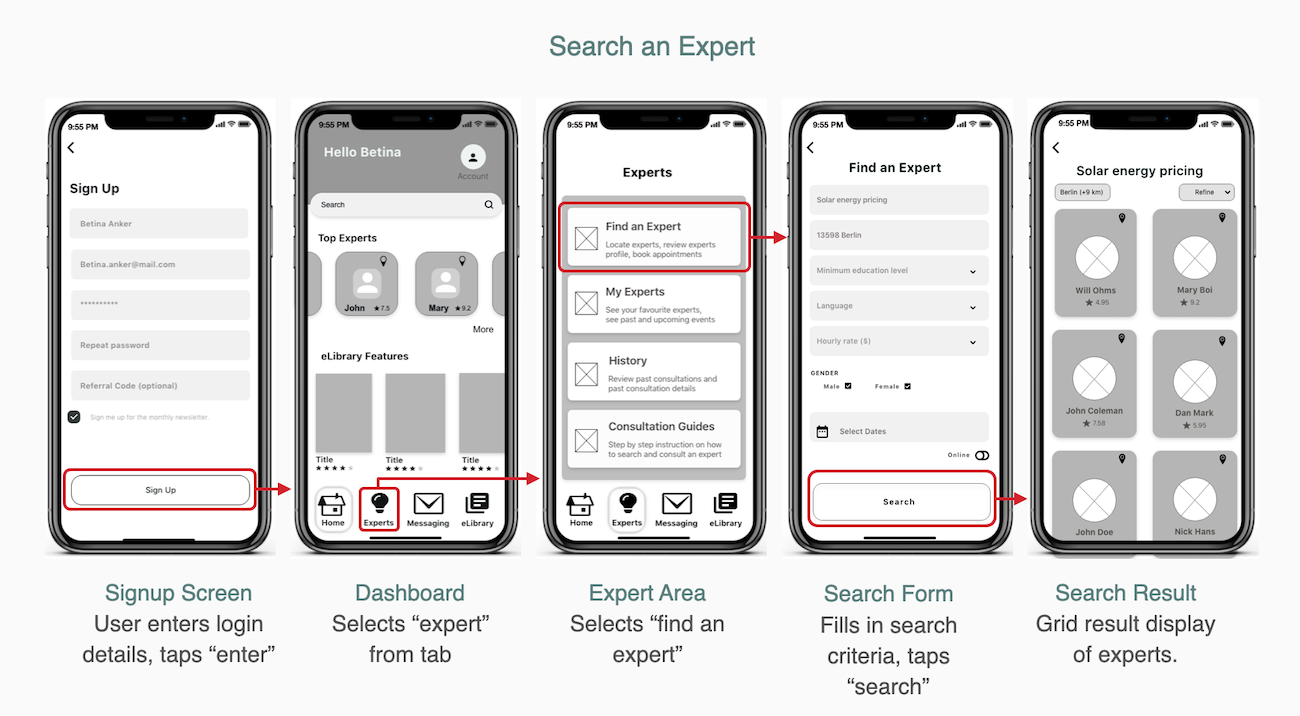 Search an Expert
9:55 PM
Sign Up
Betina Anker
Betina.anker@mail.com
**********
Repeat password
Referral Code (optional)
Sign me up for the monthly newsletter.
Sign Up
9:55 PM
Hello Betina
Account
Search
Top Experts
John ★7.5
Mary ★9.2
More
eLibrary Features
Title
★★★★★
Title
★★★★★
Title
★★★★
Home
Experts
Messaging
eLibrary
9:55 PM
Experts
Find an Expert
Locate experts, review experts
profile, book appointments
My Experts
See your favourite experts,
see past and upcoming events
History
Review past consultations and
past consultation details
Consultation Guides
Step by step instruction on how
to search and consult an expert
Home
Experts
Messaging
eLibrary
9:55 PM
Find an Expert
Solar energy pricing
13598 Berlin
Minimum education level
Language
Hourly rate ($)
GENDER
Male
Female
Select Dates
Online
Search
9:55 PM
Solar energy pricing
Berlin (+9 km)
Refine
Will Ohms
★ 4.95
Mary Boi
★ 9.2
John Coleman
★ 7.58
Dan Mark
★ 5.95
John Doe
Nick Hans
Signup Screen
User enters login
details, taps “enter”
Dashboard
Selects “expert”
from tab
Expert Area
Selects “find an
expert”
Search Form
Fills in search
criteria, taps
“search”
Search Result
Grid result display
of experts.